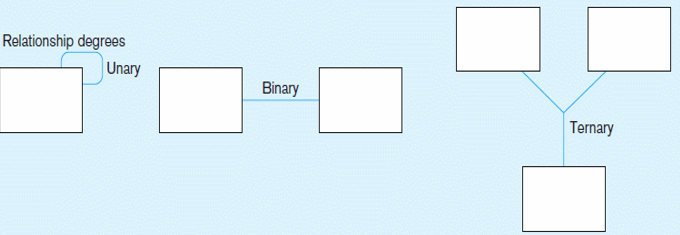 Relationship degrees
Unary
Binary
Ternary